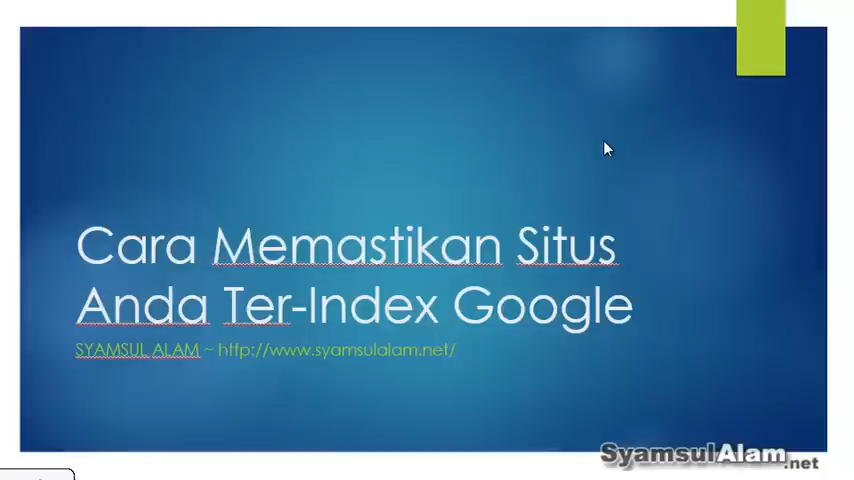 Cara Memastikan Situs
Anda Ter-Index Google
SYAMSUL ALAM ~ http://www.syamsulalam.net/
SyamsulAlam.net